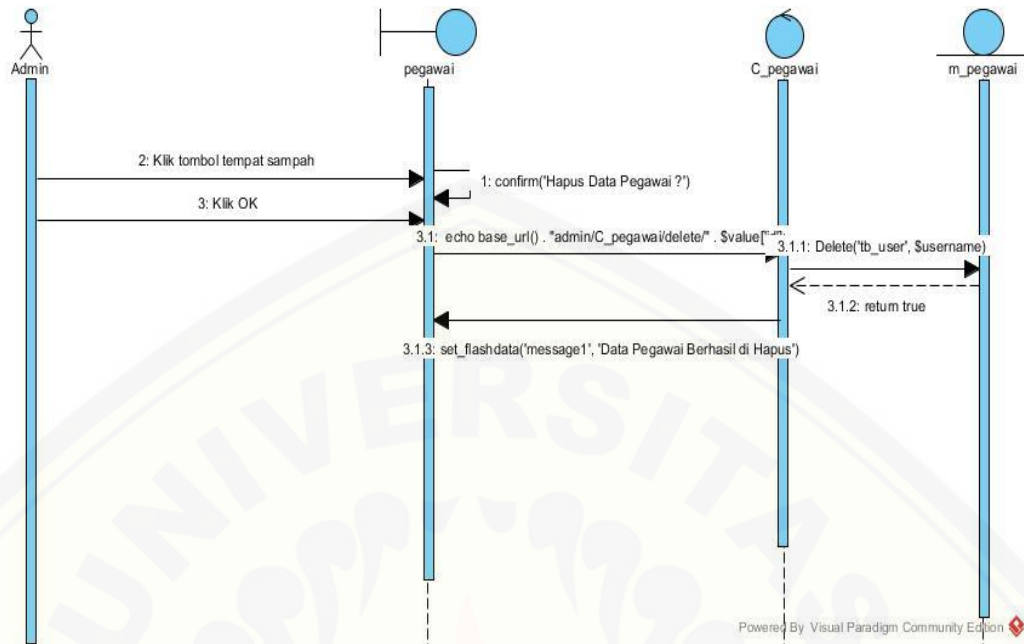 Admin
pegawai
C_pegawai
m_pegawai
2: Klik tombol tempat sampah
1: confirm('Hapus Data Pegawai ?')
3: Klik OK
3.1: echo base_url() . "admin/C_pegawai/delete/" . $value["id"];
3.1.1: Delete('tb_user', $username)
3.1.2: return true
3.1.3: set_flashdata('message1', 'Data Pegawai Berhasil di Hapus')
UNIVERSITAS
Powered By Visual Paradigm Community Edition